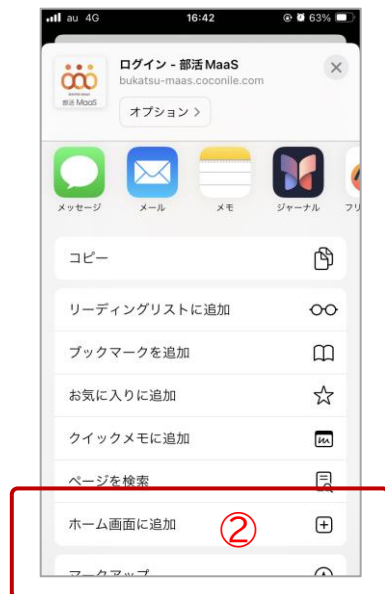 au 4G 16:42 63%
ログイン - 部活 MaaS
bukatsu-maas.coconile.com
部活 MaaS
オプション >
メッセージ メール メモ ジャーナル フリ
コピー
リーディングリストに追加
ブックマークを追加
お気に入りに追加
クイックメモに追加
ページを検索
ホーム画面に追加 ②
マークアップ